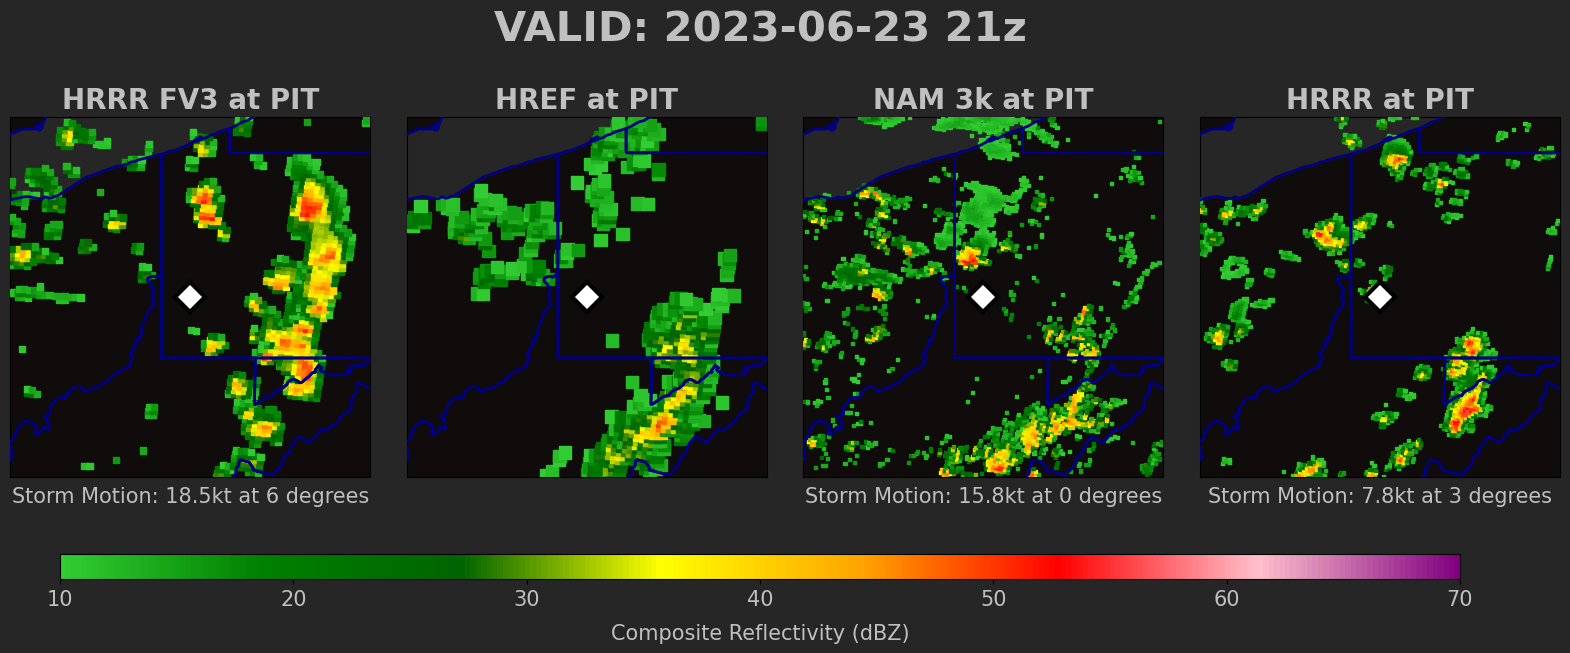 VALID: 2023-06-23 21z
HRRR FV3 at PIT
HREF at PIT
NAM 3k at PIT
HRRR at PIT
Storm Motion: 18.5kt at 6 degrees
Storm Motion: 15.8kt at 0 degrees
Storm Motion: 7.8kt at 3 degrees
10 20 30 40 50 60 70
Composite Reflectivity (dBZ)